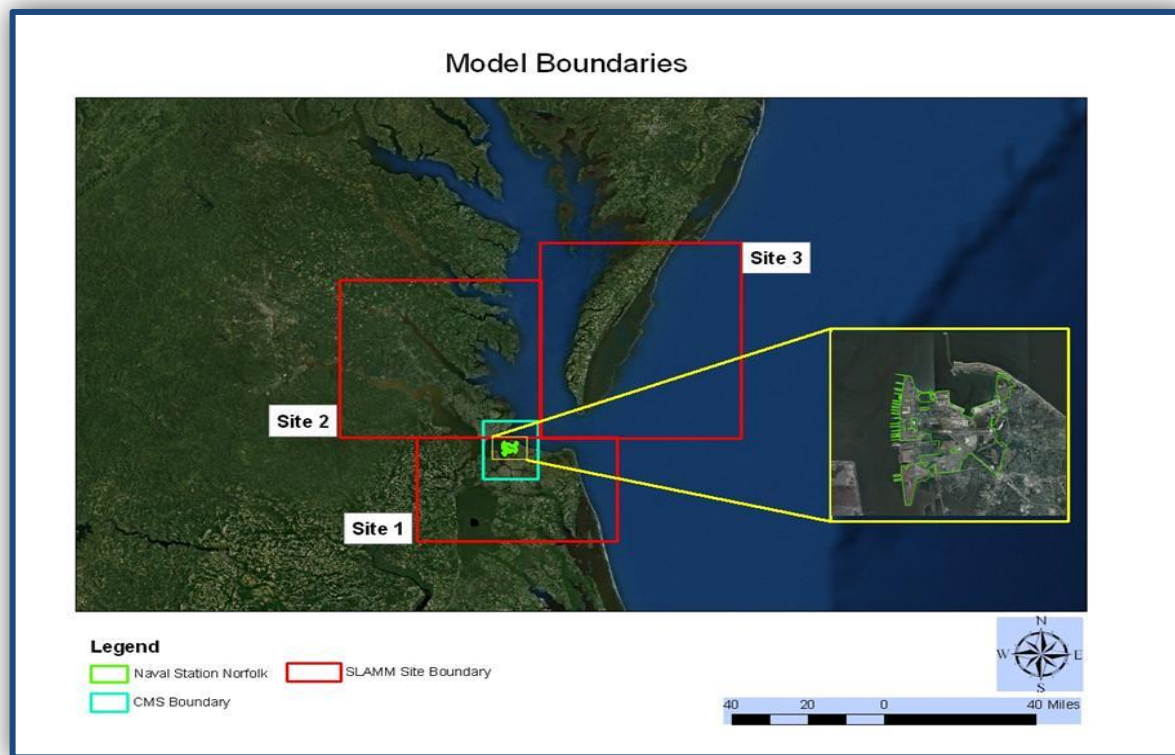 Model Boundaries
Site 3
Site 2
Site 1
Legend
Naval Station Norfolk
SLAMM Site Boundary
CMS Boundary
N
W E
S
40 20 0 40 Miles